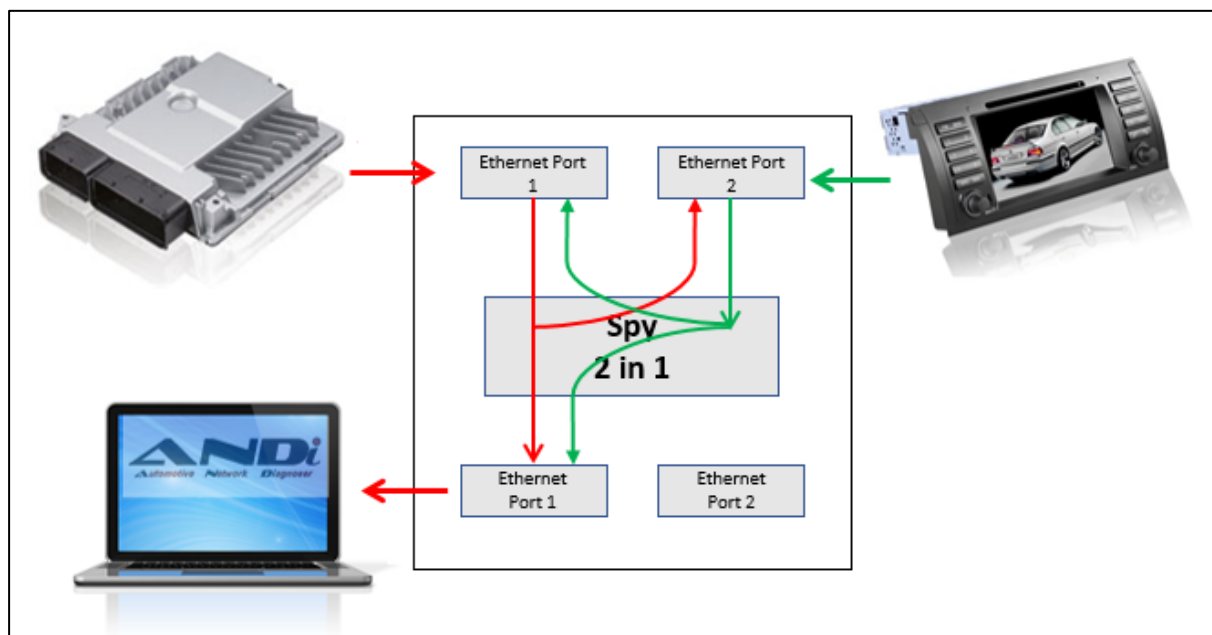 Ethernet Port
1
Ethernet Port
2
Spy
2 in 1
ANDi
Automotive Network Diagnoser
Ethernet
Port 1
Ethernet
Port 2